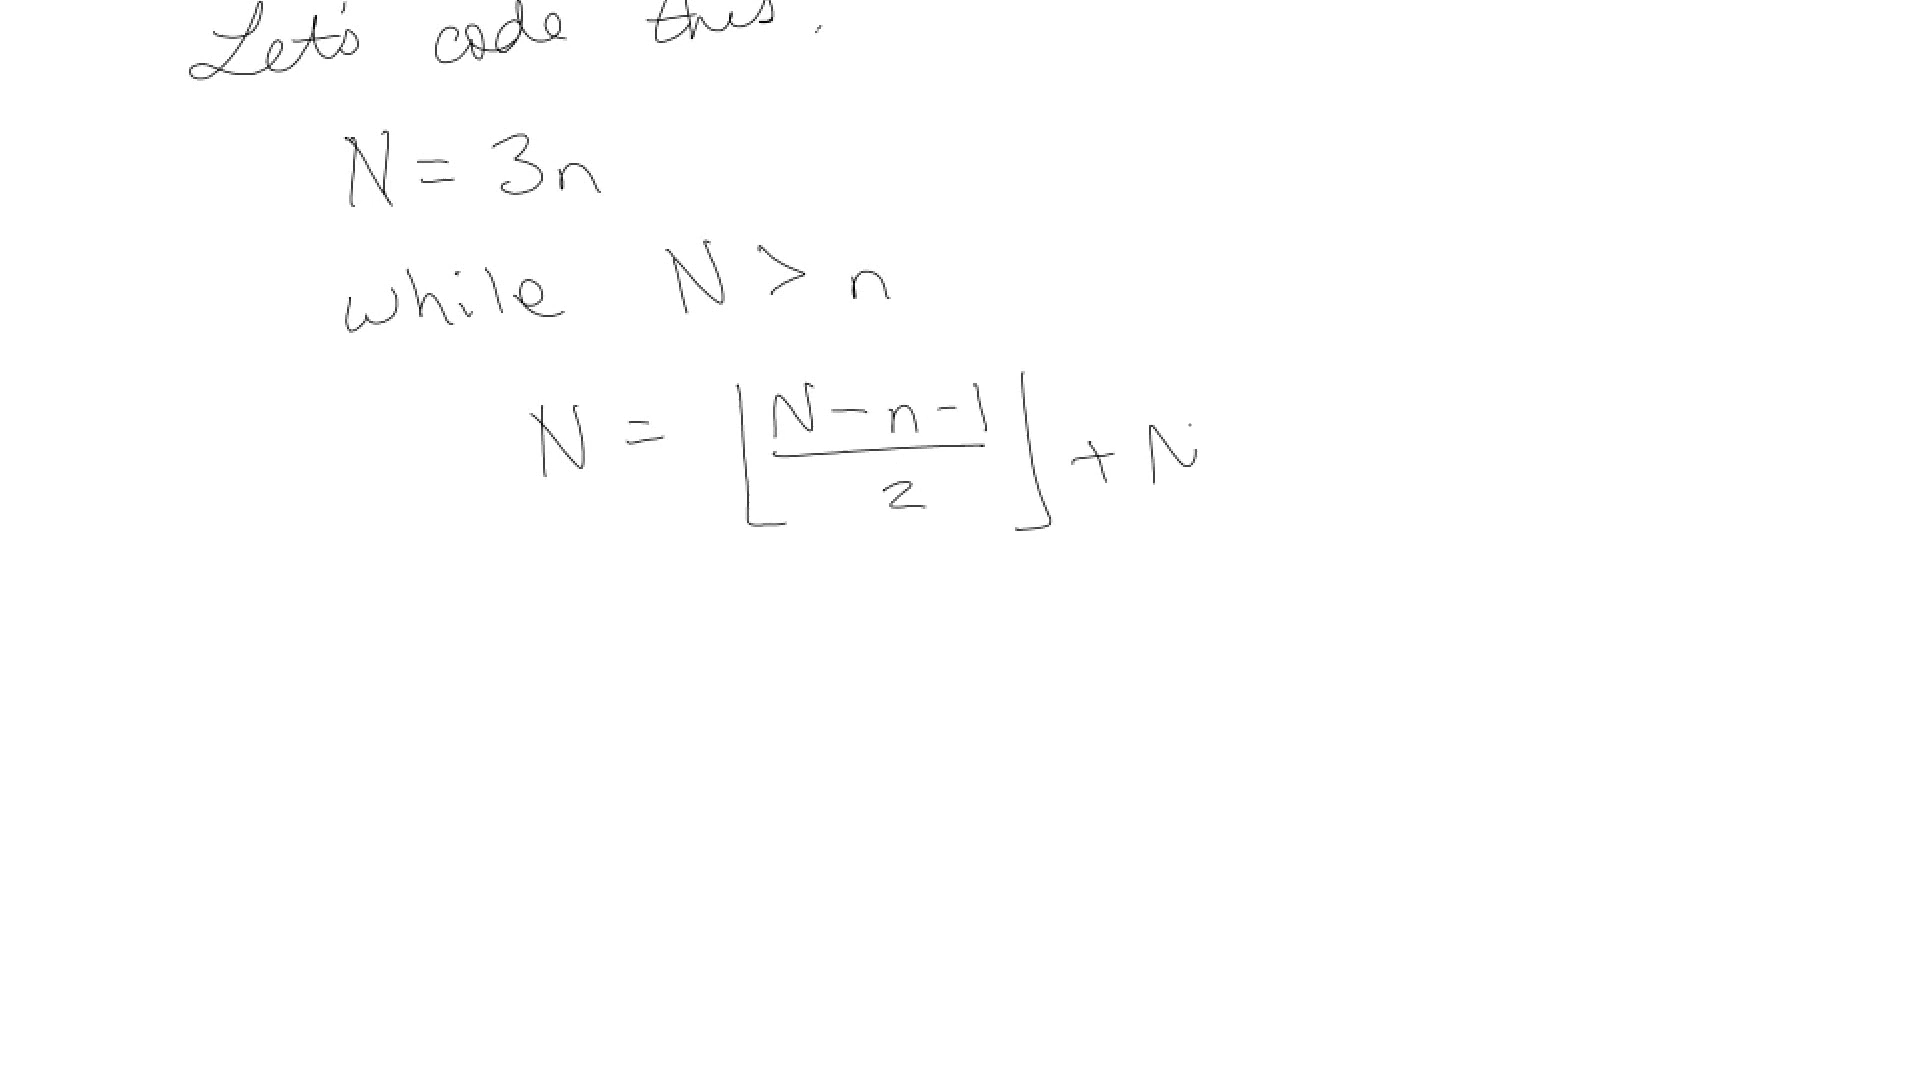 Let's code this.
N = 3n
while N > n
N = ⌊(N-n-1)/2⌋ + N